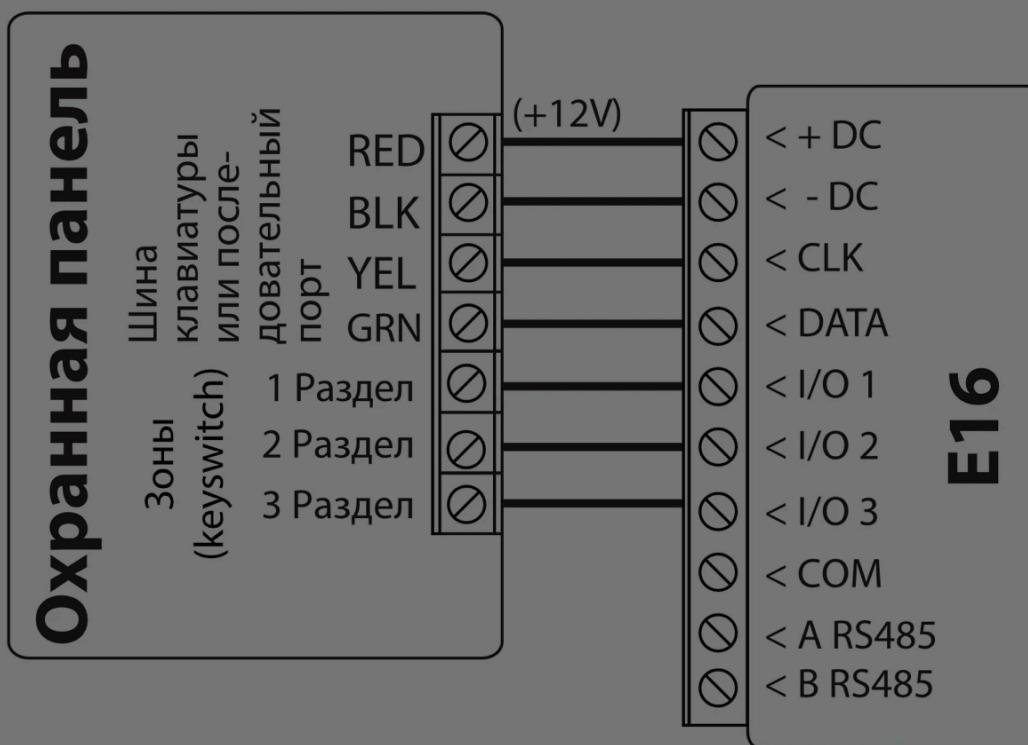 Охранная панель
Шина
клавиатуры
или после-
довательный
порт
Зоны
(keyswitch)
RED
BLK
YEL
GRN
1 Раздел
2 Раздел
3 Раздел
(+12V)
< + DC
< - DC
< CLK
< DATA
< I/O 1
< I/O 2
< I/O 3
< COM
< A RS485
< B RS485
E16